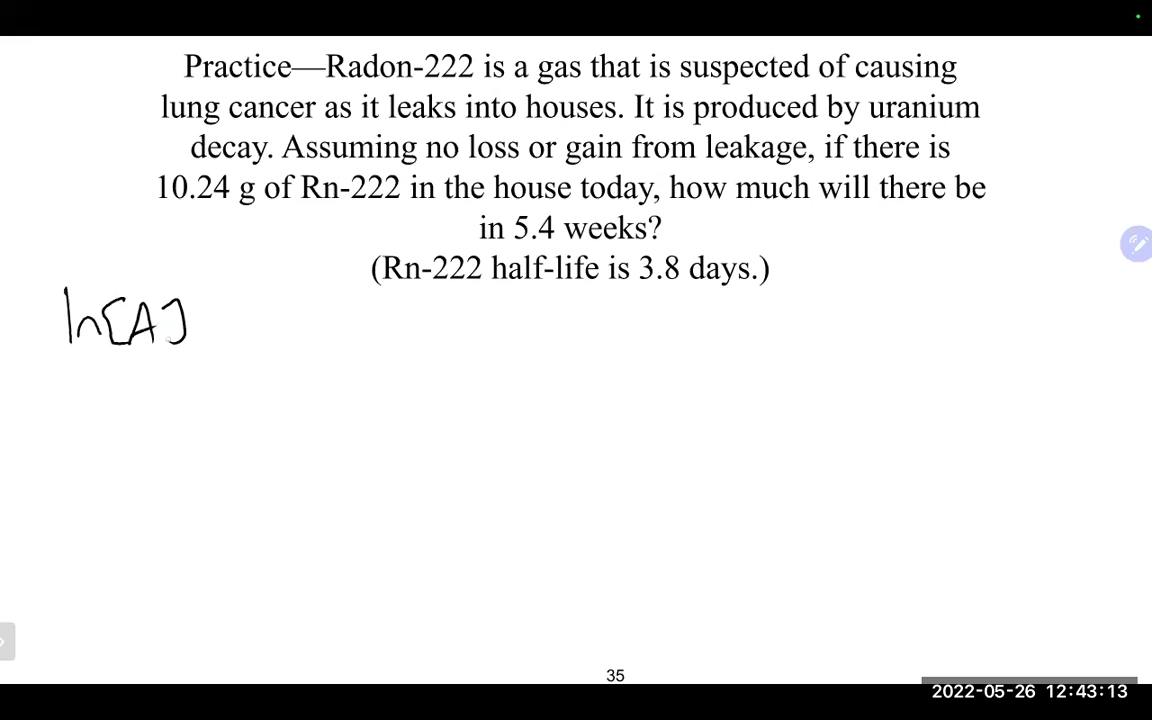 Practice—Radon-222 is a gas that is suspected of causing
lung cancer as it leaks into houses. It is produced by uranium
decay. Assuming no loss or gain from leakage, if there is
10.24 g of Rn-222 in the house today, how much will there be
in 5.4 weeks?
(Rn-222 half-life is 3.8 days.)
ln[A]
35
2022-05-26 12:43:13